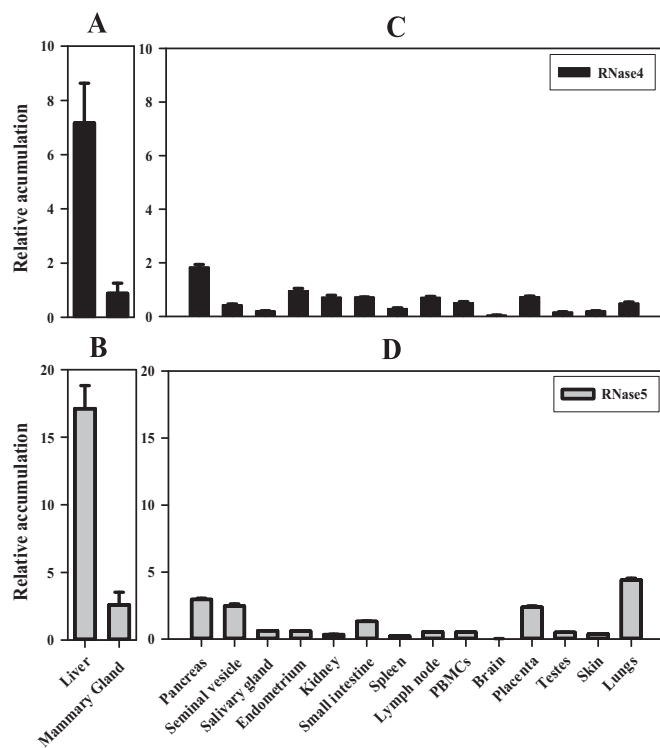 A
C
Relative acumulation
10
8
6
4
2
0
10
8
6
4
2
0
RNase4
B
D
Relative accumulation
20
15
10
5
0
20
15
10
5
0
RNase5
Liver
Mammary Gland
Pancreas
Seminal vesicle
Salivary gland
Endometrium
Kidney
Small intestine
Spleen
Lymph node
PBMCs
Brain
Placenta
Testes
Skin
Lungs